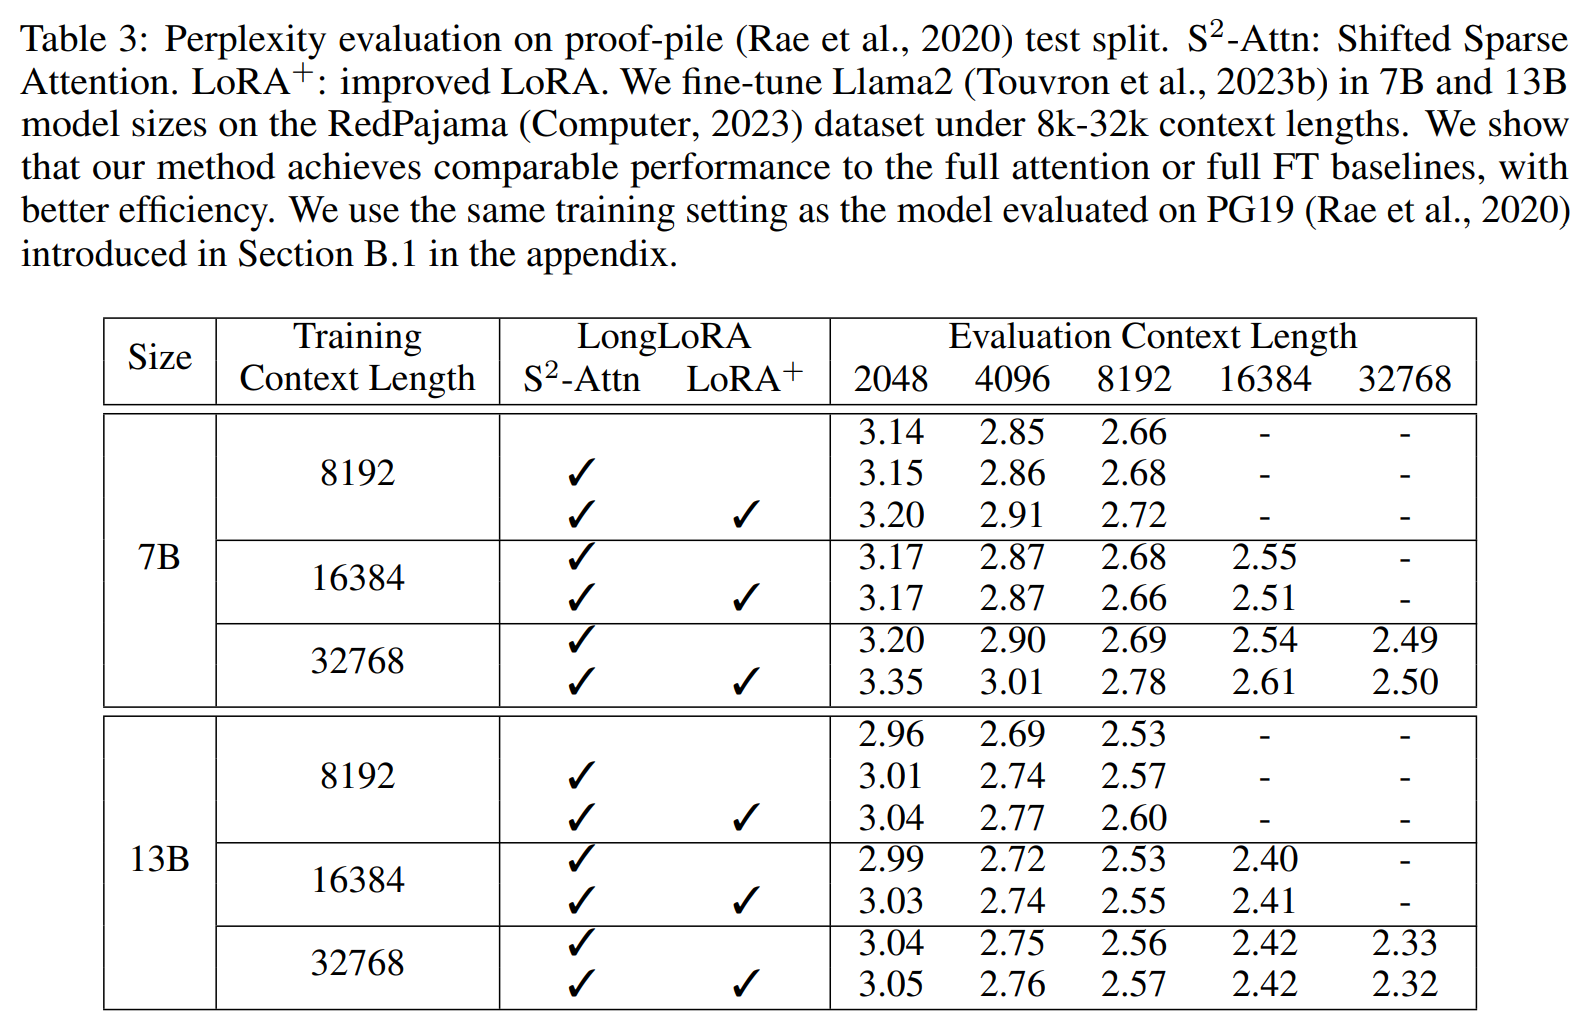 Table 3: Perplexity evaluation on proof-pile (Rae et al., 2020) test split. S²-Attn: Shifted Sparse
Attention. LoRA⁺: improved LoRA. We fine-tune Llama2 (Touvron et al., 2023b) in 7B and 13B
model sizes on the RedPajama (Computer, 2023) dataset under 8k-32k context lengths. We show
that our method achieves comparable performance to the full attention or full FT baselines, with
better efficiency. We use the same training setting as the model evaluated on PG19 (Rae et al., 2020)
introduced in Section B.1 in the appendix.
Size Training Context Length LongLoRA Evaluation Context Length
S²-Attn LoRA⁺ 2048 4096 8192 16384 32768
7B
8192
3.14 2.85 2.66 - -
✓ 3.15 2.86 2.68 - -
✓ ✓ 3.20 2.91 2.72 - -
16384
✓ 3.17 2.87 2.68 2.55 -
✓ ✓ 3.17 2.87 2.66 2.51 -
32768
✓ 3.20 2.90 2.69 2.54 2.49
✓ ✓ 3.35 3.01 2.78 2.61 2.50
13B
8192
2.96 2.69 2.53 - -
✓ 3.01 2.74 2.57 - -
✓ ✓ 3.04 2.77 2.60 - -
16384
✓ 2.99 2.72 2.53 2.40 -
✓ ✓ 3.03 2.74 2.55 2.41 -
32768
✓ 3.04 2.75 2.56 2.42 2.33
✓ ✓ 3.05 2.76 2.57 2.42 2.32